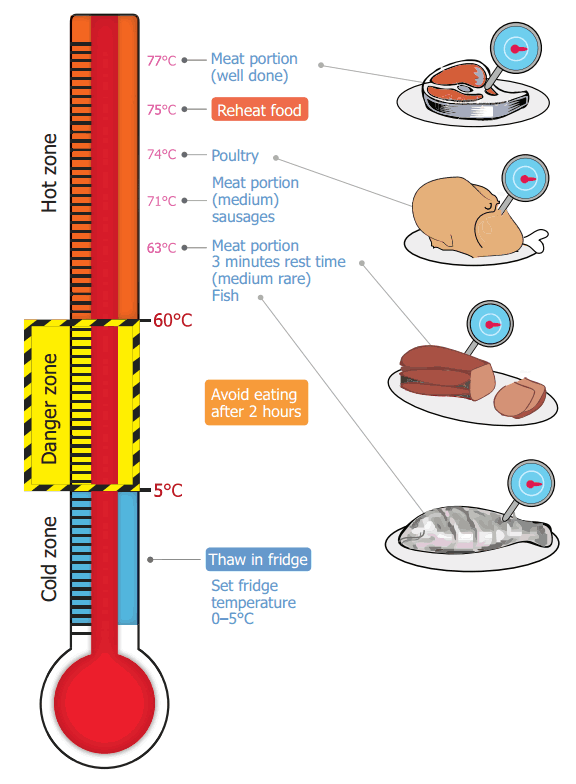 Hot zone
77°C
Meat portion
(well done)
75°C
Reheat food
74°C
Poultry
71°C
Meat portion
(medium)
sausages
63°C
Meat portion
3 minutes rest time
(medium rare)
Fish
60°C
Danger zone
Avoid eating
after 2 hours
5°C
Cold zone
Thaw in fridge
Set fridge
temperature
0–5°C